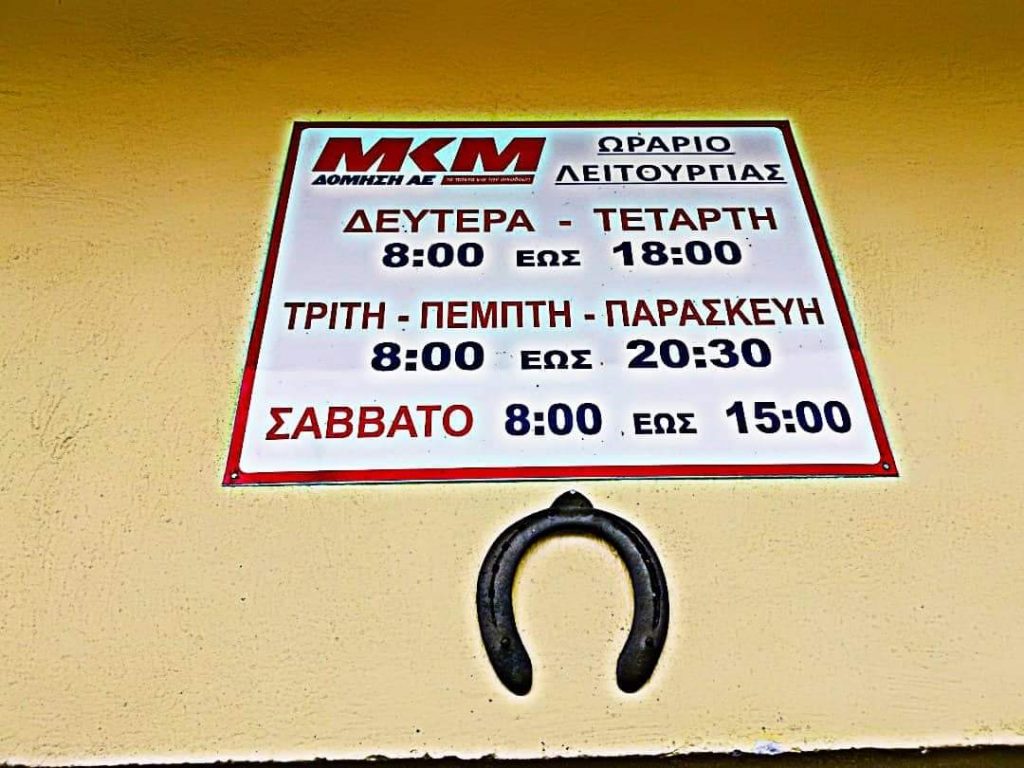 ΜΚΜ
ΔΟΜΗΣΗ ΑΕ
ΩΡΑΡΙΟ
ΛΕΙΤΟΥΡΓΙΑΣ
ΔΕΥΤΕΡΑ - ΤΕΤΑΡΤΗ
8:00 ΕΩΣ 18:00
ΤΡΙΤΗ - ΠΕΜΠΤΗ - ΠΑΡΑΣΚΕΥΗ
8:00 ΕΩΣ 20:30
ΣΑΒΒΑΤΟ 8:00 ΕΩΣ 15:00